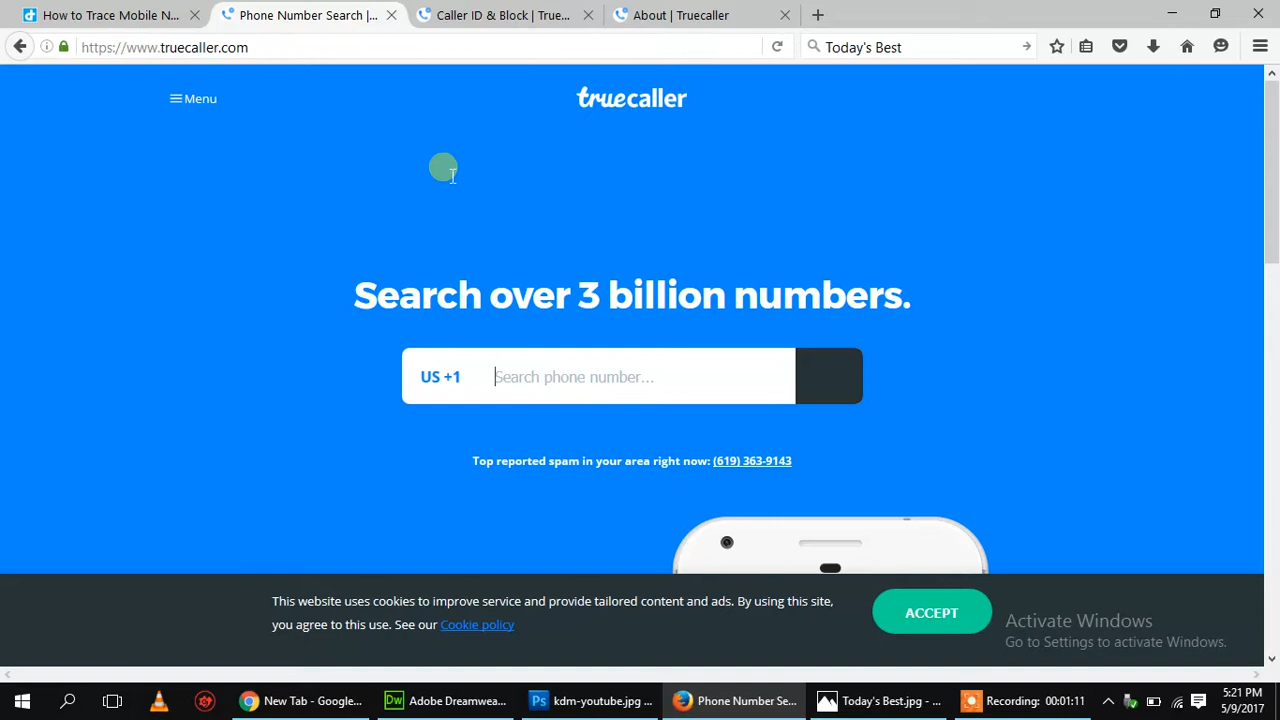 How to Trace Mobile N...
Phone Number Search |...
Caller ID & Block | True...
About | Truecaller
https://www.truecaller.com
Today's Best
Menu
truecaller
Search over 3 billion numbers.
US +1
Search phone number...
Top reported spam in your area right now: (619) 363-9143
This website uses cookies to improve service and provide tailored content and ads. By using this site,
you agree to this use. See our Cookie policy
ACCEPT
Activate Windows
Go to Settings to activate Windows.
New Tab - Google...
Dw
Adobe Dreamwea...
Ps
kdm-youtube.jpg ...
Phone Number Se...
Today's Best.jpg - ...
Recording: 00:01:11
5:21 PM
5/9/2017